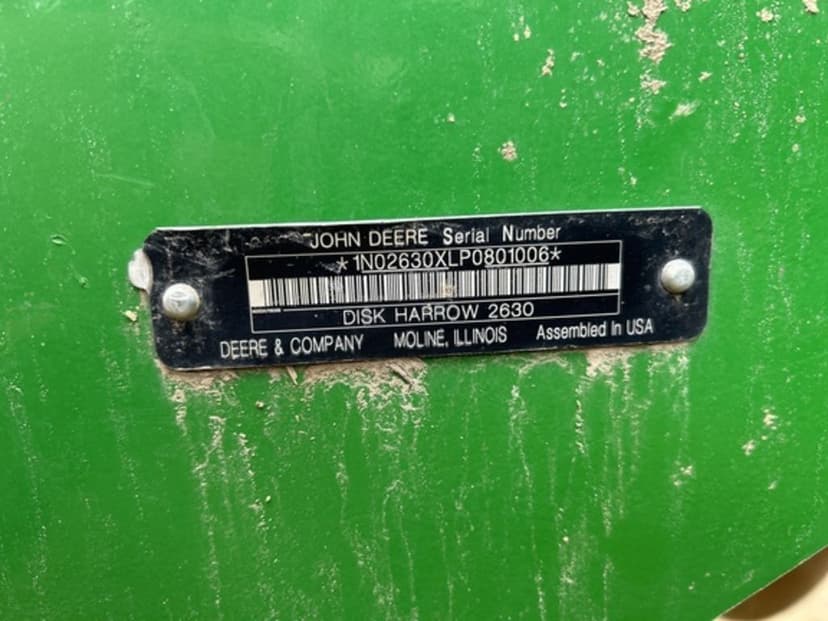 JOHN DEERE Serial Number
*1N02630XLP0801006*
DISK HARROW 2630
DEERE & COMPANY MOLINE, ILLINOIS Assembled In USA